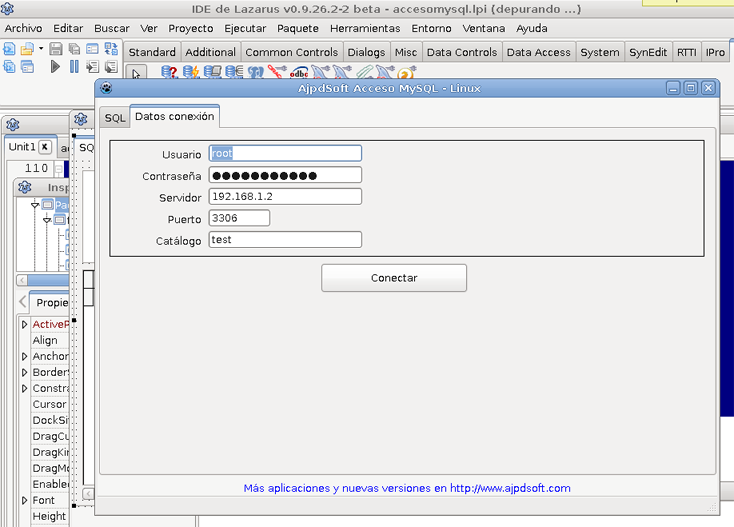 IDE de Lazarus v0.9.26.2-2 beta - accesomysql.lpi (depurando ...)
Archivo Editar Buscar Ver Proyecto Ejecutar Paquete Herramientas Entorno Ventana Ayuda
Standard Additional Common Controls Dialogs Misc Data Controls Data Access System SynEdit RTTI IPro
odbc
AjpdSoft Acceso MySQL - Linux
SQL Datos conexión
Unit1
110
Usuario root
Contraseña ●●●●●●●●●●●
Servidor 192.168.1.2
Puerto 3306
Catálogo test
Conectar
Insp
Propie
ActiveP
Align
Anchor
Border
Constra
Cursor
DockSi
DragCu
DragKin
DragMo
Enabled
Font
Height
Más aplicaciones y nuevas versiones en http://www.ajpdsoft.com